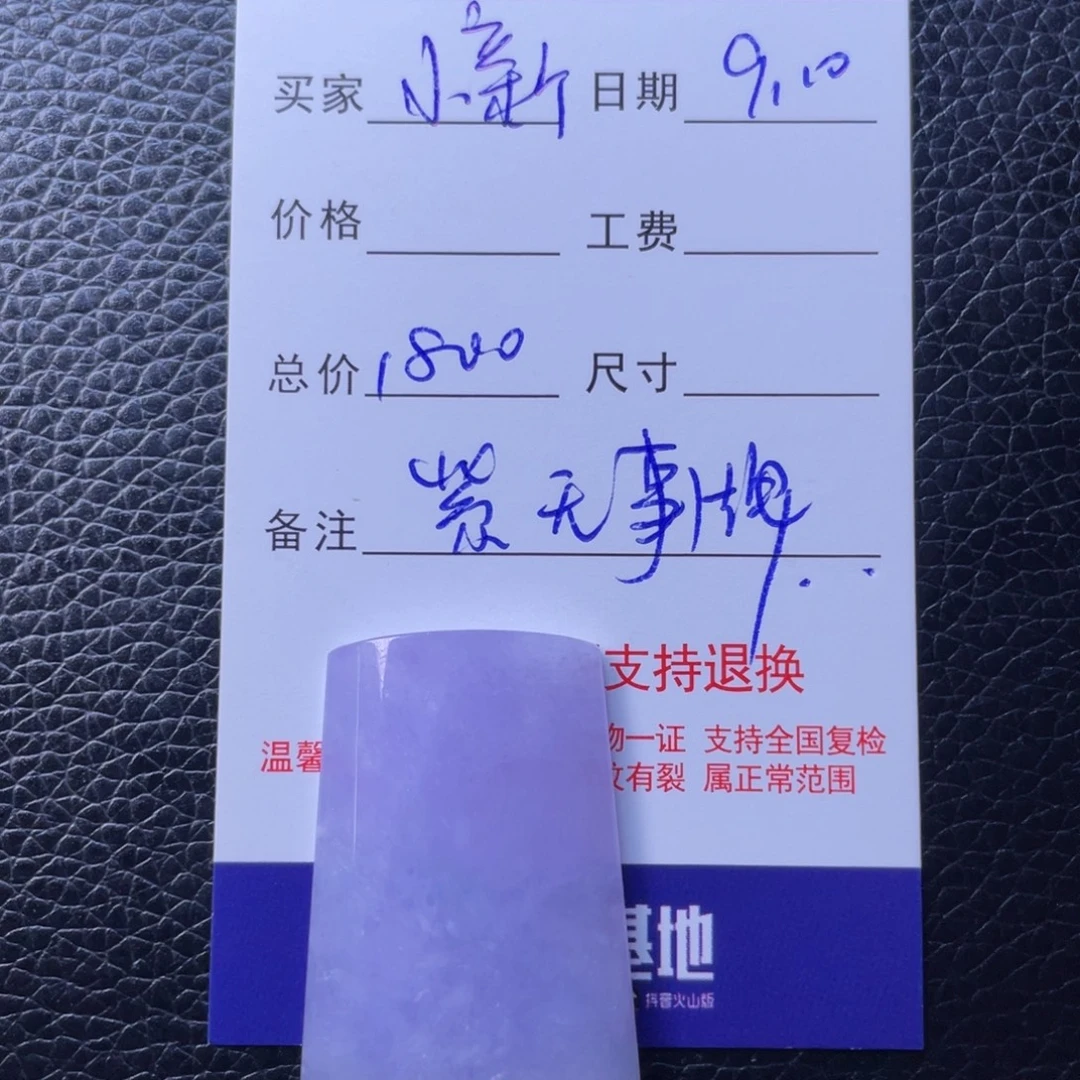 买家 小新 日期 9.10
价格 工费
总价 1800 尺寸
备注 紫无事牌..
支持退换
温馨 物一证 支持全国复检
纹有裂 属正常范围
基地
抖音火山版